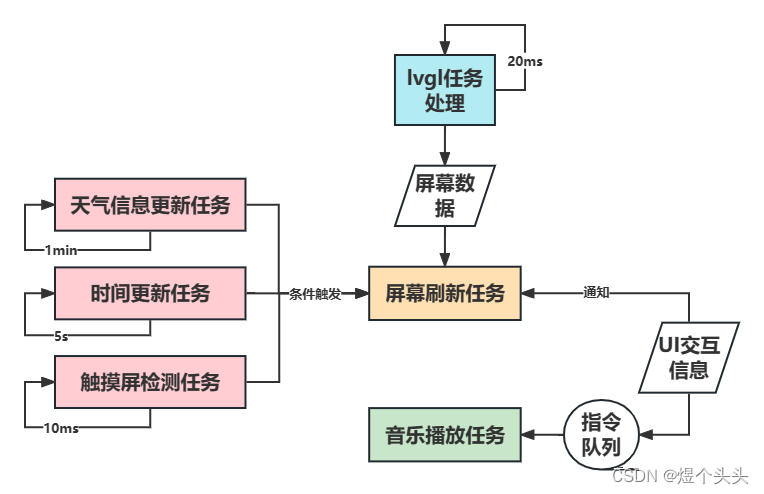 20ms
lvgl任务
处理
屏幕数
据
天气信息更新任务
1min
时间更新任务
5s
条件触发
屏幕刷新任务
通知
UI交互
信息
触摸屏检测任务
10ms
音乐播放任务
指令
队列
CSDN @煜个头头